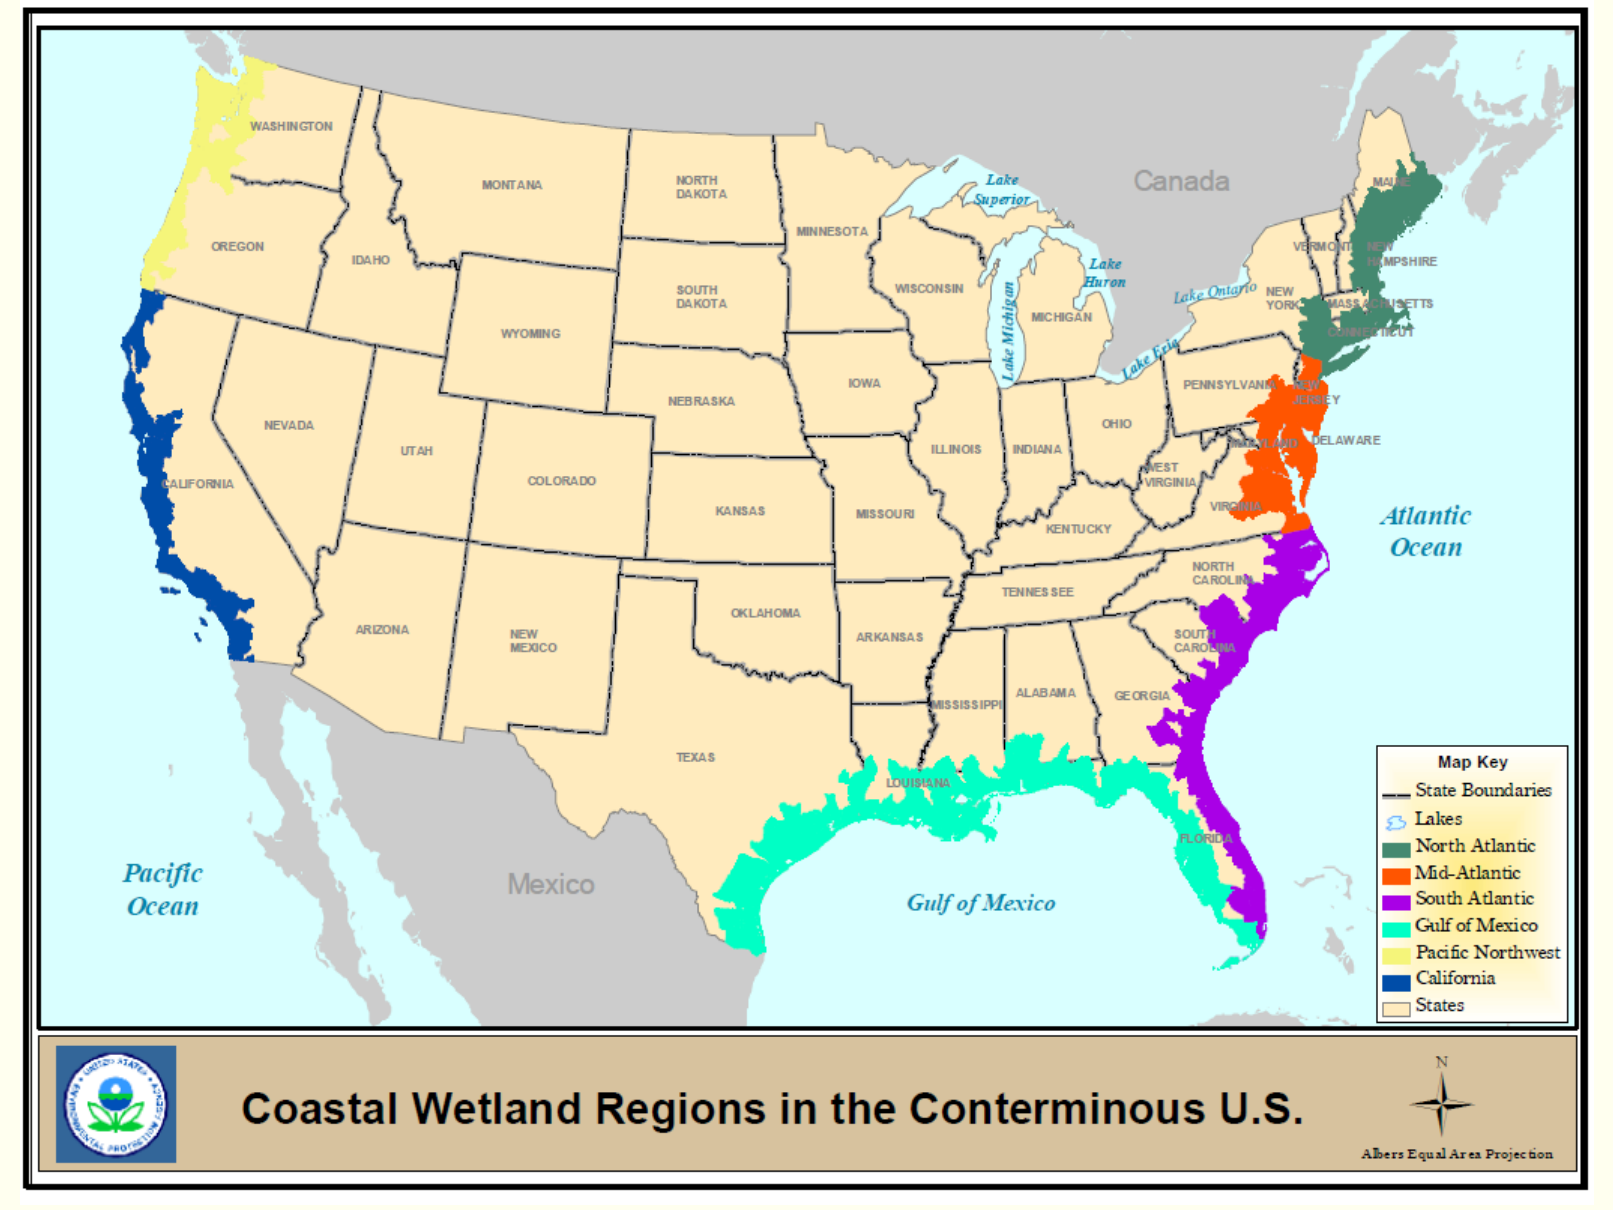 WASHINGTON
MONTANA
NORTH
DAKOTA
MINNESOTA
Lake
Superior
Canada
MAINE
OREGON
IDAHO
WISCONSIN
Lake Michigan
MICHIGAN
Lake
Huron
Lake Ontario
NEW
YORK
VERMONT
NEW
HAMPSHIRE
MASSACHUSETTS
CONNECTICUT
SOUTH
DAKOTA
WYOMING
Lake Erie
PENNSYLVANIA
NEW
JERSEY
IOWA
NEBRASKA
NEVADA
UTAH
COLORADO
CALIFORNIA
ILLINOIS
INDIANA
OHIO
MARYLAND
DELAWARE
WEST
VIRGINIA
VIRGINIA
KANSAS
MISSOURI
KENTUCKY
Atlantic
Ocean
NORTH
CAROLINA
TENNESSEE
OKLAHOMA
ARKANSAS
ARIZONA
NEW
MEXICO
SOUTH
CAROLINA
MISSISSIPPI
ALABAMA
GEORGIA
TEXAS
LOUISIANA
FLORIDA
Pacific
Ocean
Mexico
Gulf of Mexico
Map Key
State Boundaries
Lakes
North Atlantic
Mid-Atlantic
South Atlantic
Gulf of Mexico
Pacific Northwest
California
States
UNITED STATES
ENVIRONMENTAL PROTECTION AGENCY
Coastal Wetland Regions in the Conterminous U.S.
N
Albers Equal Area Projection